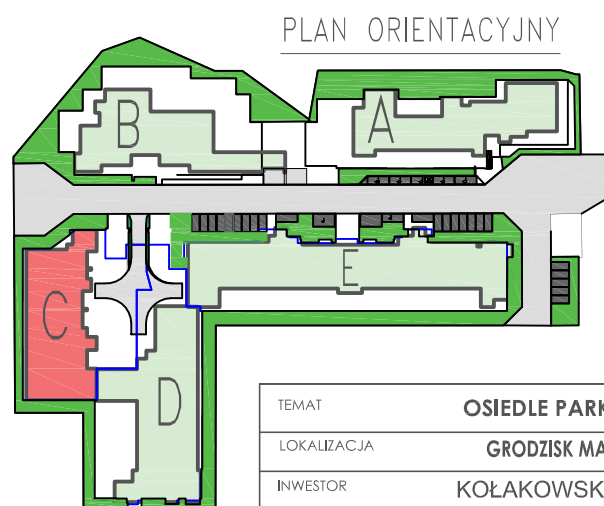 PLAN ORIENTACYJNY
B
A
E
C
D
TEMAT OSIEDLE PARK
LOKALIZACJA GRODZISK MA
INWESTOR KOŁAKOWSK